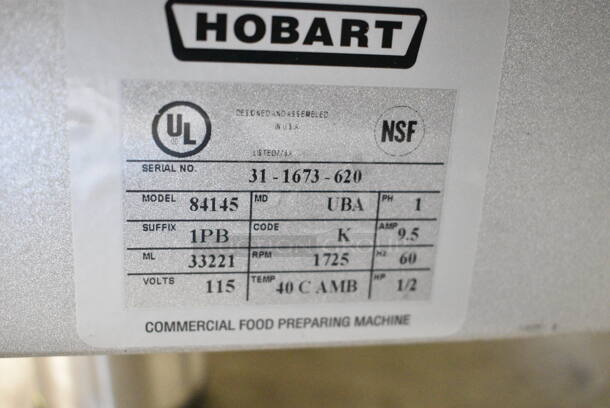 HOBART
UL
DESIGNED AND ASSEMBLED
IN U.S.A.
NSF
SERIAL NO. 31-1673-620
MODEL 84145 MD UBA PH 1
SUFFIX 1PB CODE K AMP 9.5
ML 33221 RPM 1725 HZ 60
VOLTS 115 TEMP 40 C AMB HP 1/2
COMMERCIAL FOOD PREPARING MACHINE